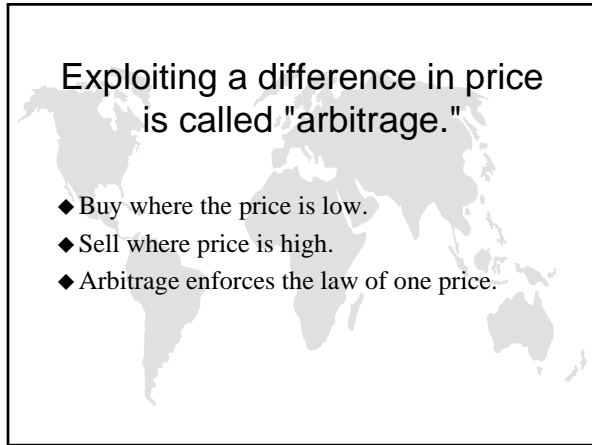 Exploiting a difference in price
is called "arbitrage."
◆ Buy where the price is low.
◆ Sell where price is high.
◆ Arbitrage enforces the law of one price.